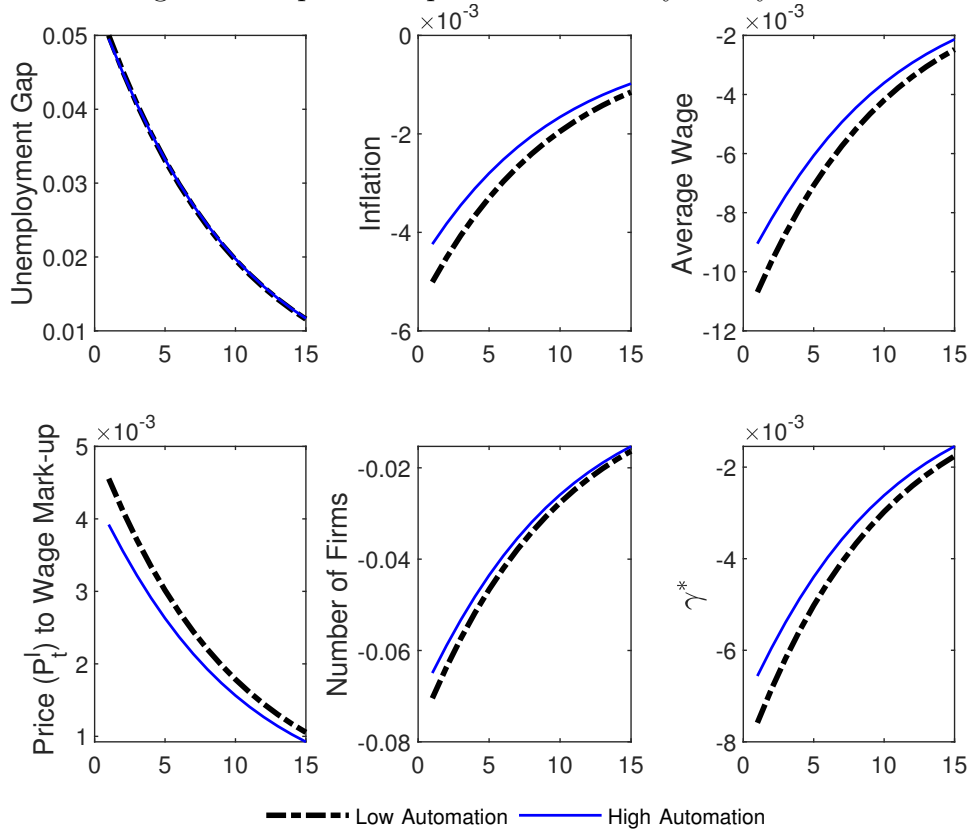 ×10-3 ×10-3
0.05 0 -2
0.04 -4
Unemployment Gap Inflation Average Wage
-2 -6
0.03 -8
-4
0.02 -10
0.01 -6 -12
0 5 10 15 0 5 10 15 0 5 10 15
×10-3 ×10-3
5 -0.02 -2
4 -0.04 -4
Price (P_t^I) to Wage Mark-up Number of Firms γ*
3
2 -0.06 -6
1 -0.08 -8
0 5 10 15 0 5 10 15 0 5 10 15
Low Automation High Automation